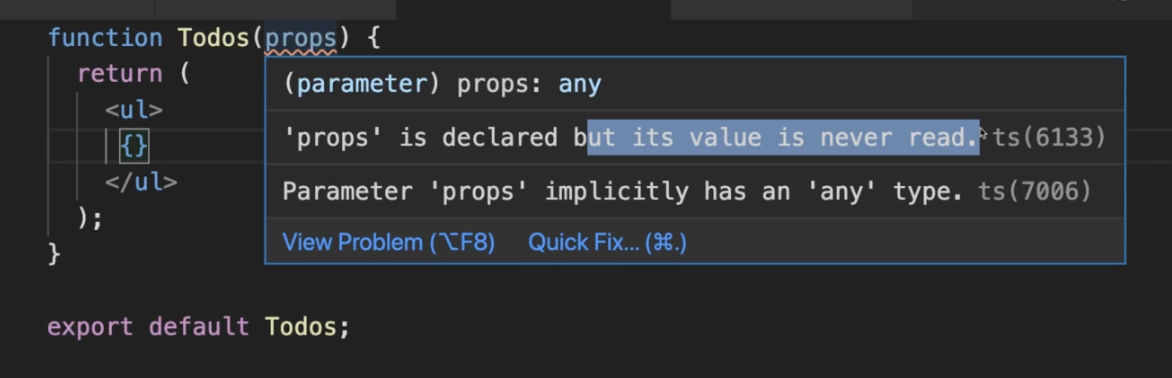 function Todos(props) {
return (
(parameter) props: any
<ul>
'props' is declared but its value is never read. ts(6133)
{}
</ul>
Parameter 'props' implicitly has an 'any' type. ts(7006)
);
View Problem (⌥F8) Quick Fix... (⌘.)
}
export default Todos;